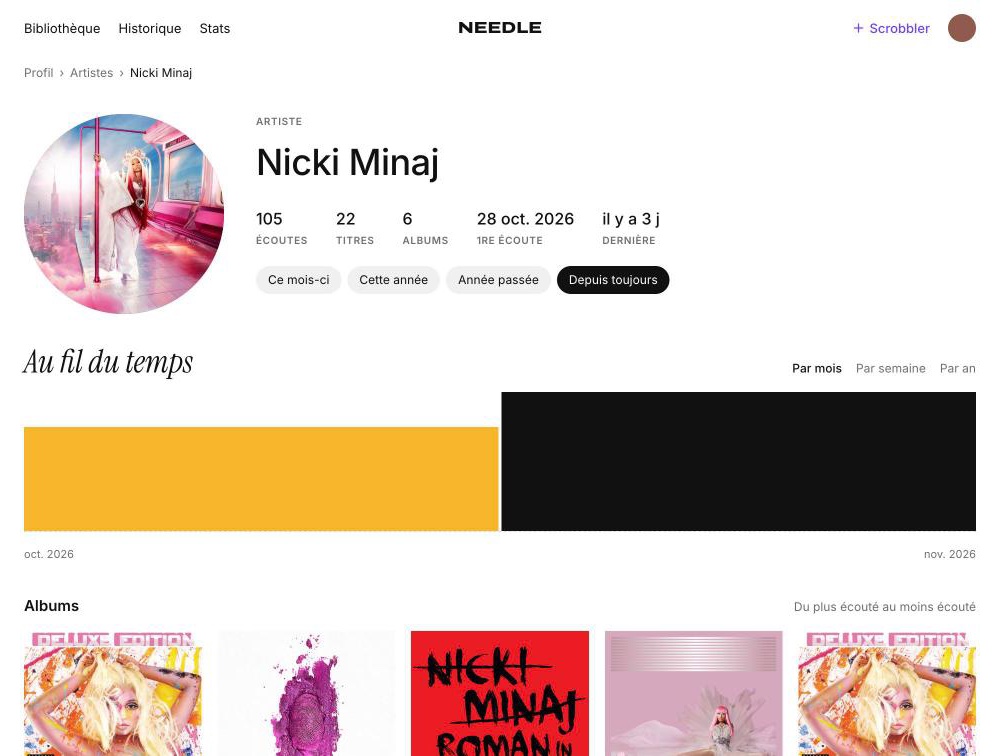 Bibliothèque Historique Stats NEEDLE + Scrobbler
Profil › Artistes › Nicki Minaj
ARTISTE
Nicki Minaj
105 22 6 28 oct. 2026 il y a 3 j
ÉCOUTES TITRES ALBUMS 1RE ÉCOUTE DERNIÈRE
Ce mois-ci Cette année Année passée Depuis toujours
Au fil du temps
Par mois Par semaine Par an
oct. 2026 nov. 2026
Albums Du plus écouté au moins écouté
DELUXE EDITION DELUXE EDITION
NICKI
MINAJ
ROMAN IN